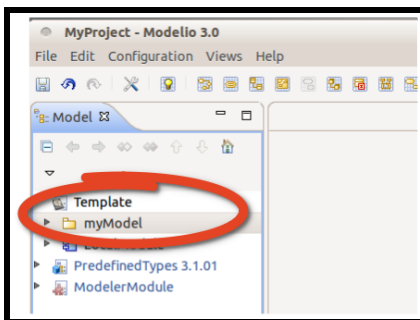 MyProject - Modelio 3.0
File Edit Configuration Views Help
Model
Template
myModel
PredefinedTypes 3.1.01
ModelerModule